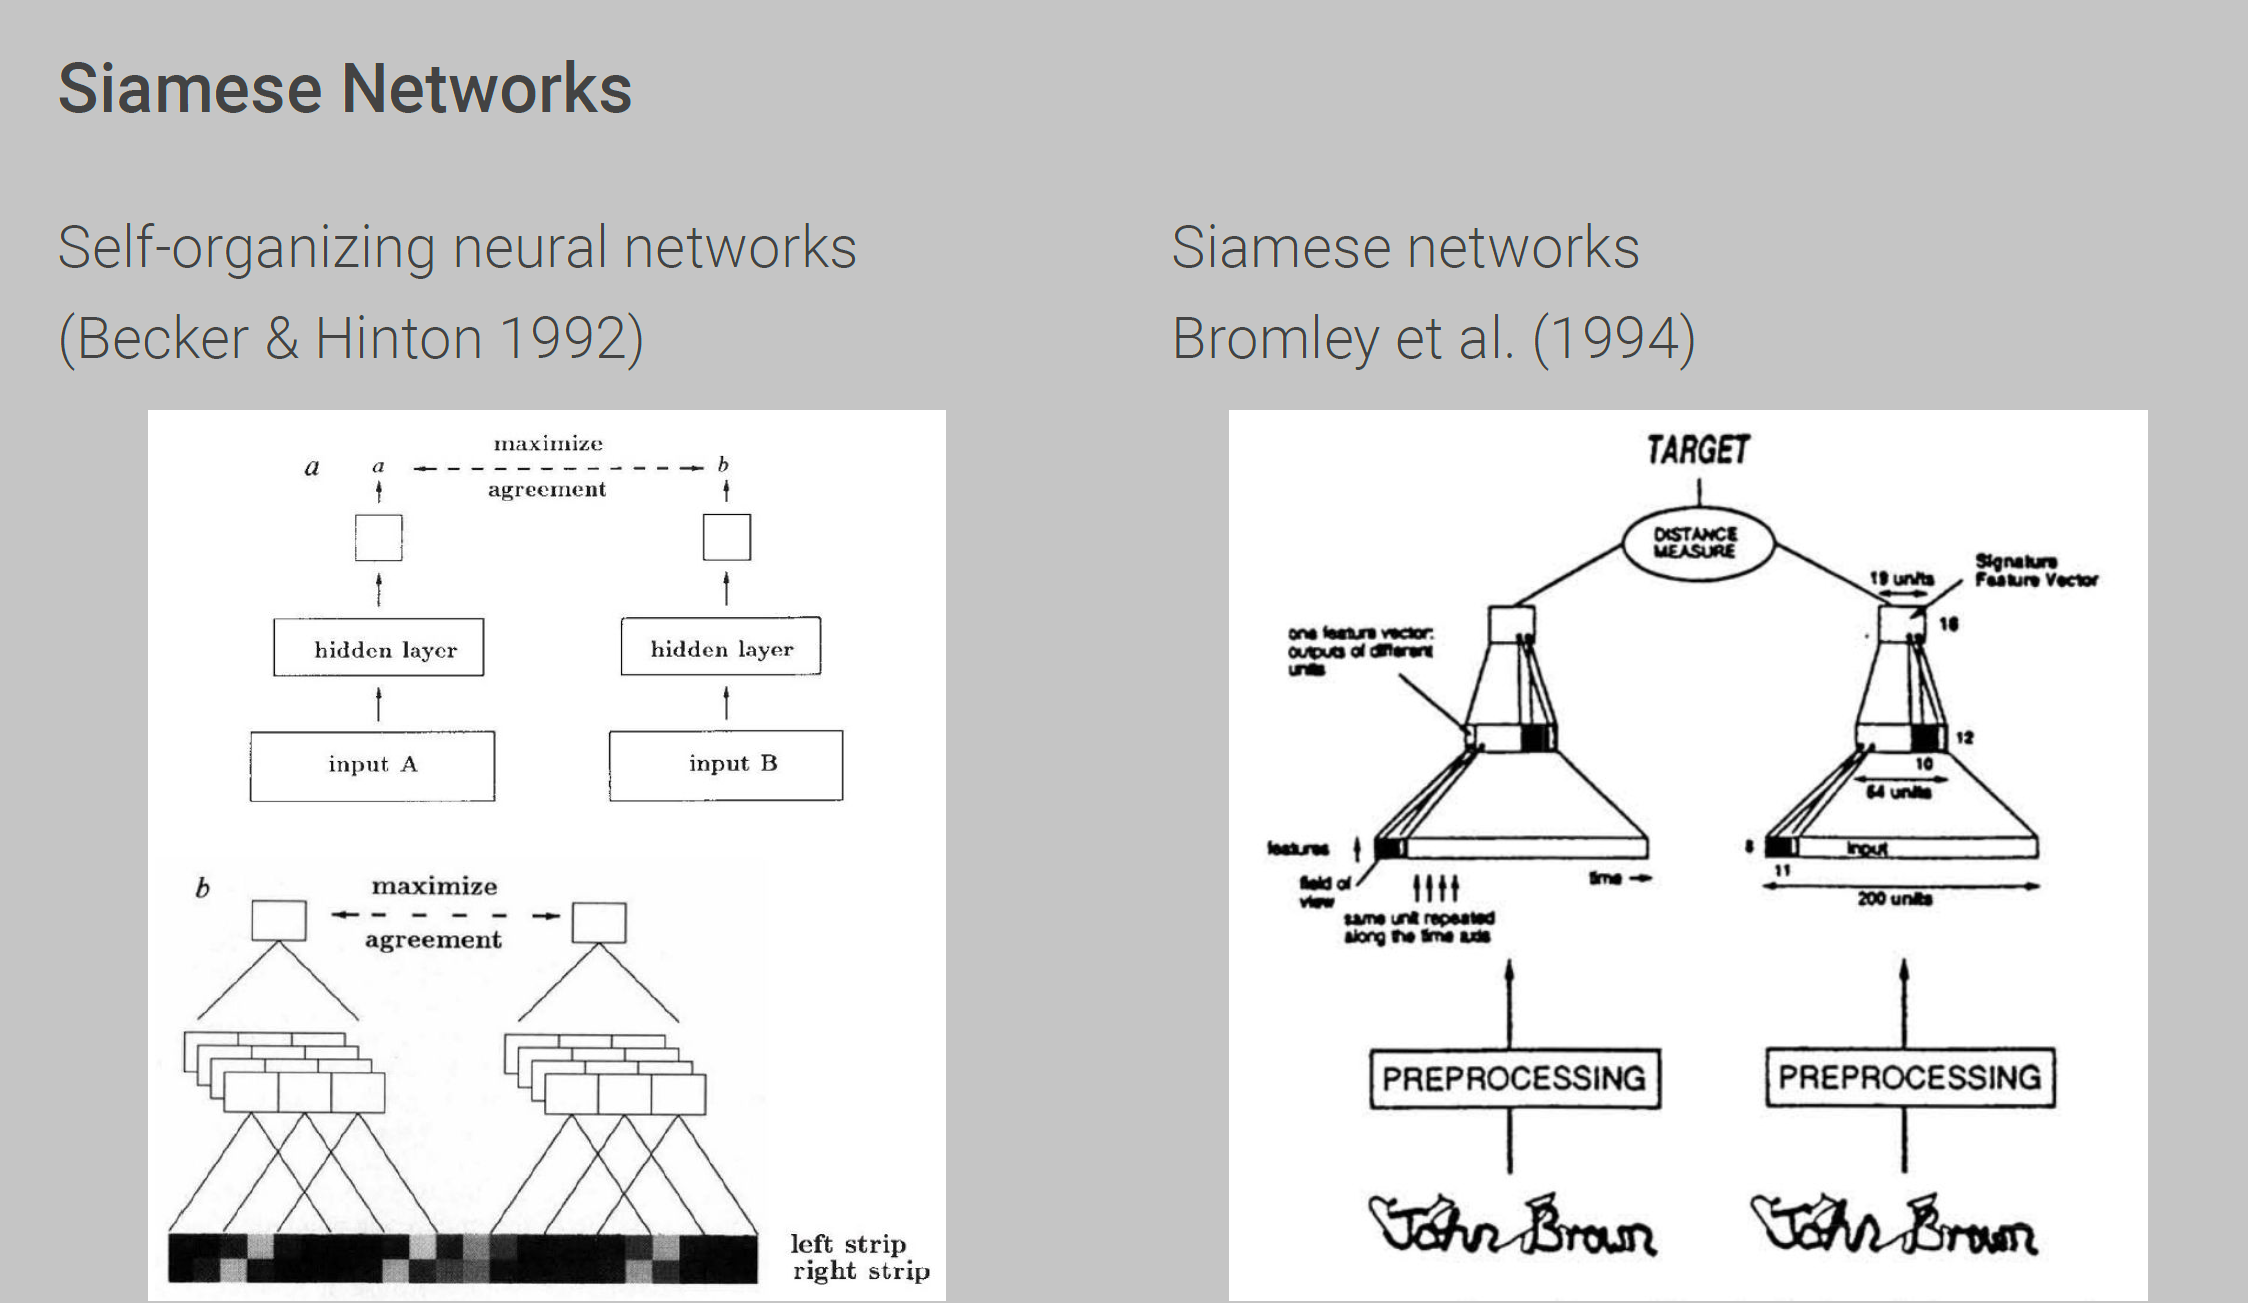 Siamese Networks
Self-organizing neural networks
(Becker & Hinton 1992)
a
a
maximize
b
agreement
hidden layer
hidden layer
input A
input B
b
maximize
agreement
left strip
right strip
Siamese networks
Bromley et al. (1994)
TARGET
DISTANCE
MEASURE
Signature
Feature Vector
19 units
16
one feature vector:
outputs of different
units
12
10
64 units
features
8
input
11
field of
view
time
200 units
same unit repeated
along the time axis
PREPROCESSING
PREPROCESSING
John Brown
John Brown